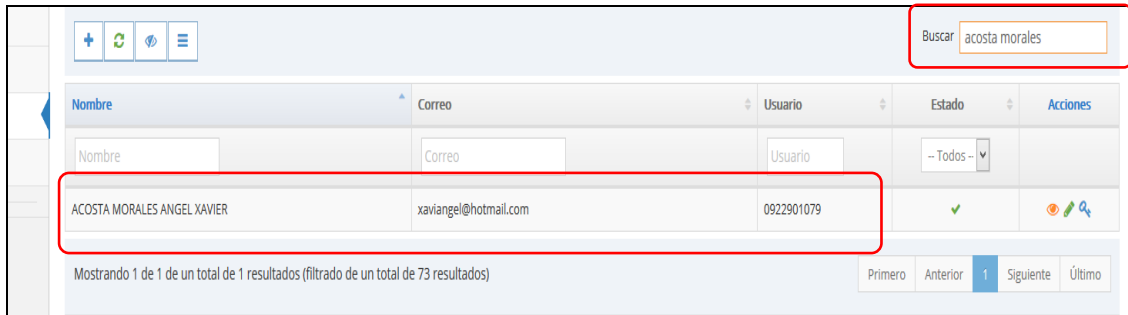 Buscar acosta morales
Nombre Correo Usuario Estado Acciones
Nombre Correo Usuario -- Todos --
ACOSTA MORALES ANGEL XAVIER xaviangel@hotmail.com 0922901079
Mostrando 1 de 1 de un total de 1 resultados (filtrado de un total de 73 resultados) Primero Anterior 1 Siguiente Último